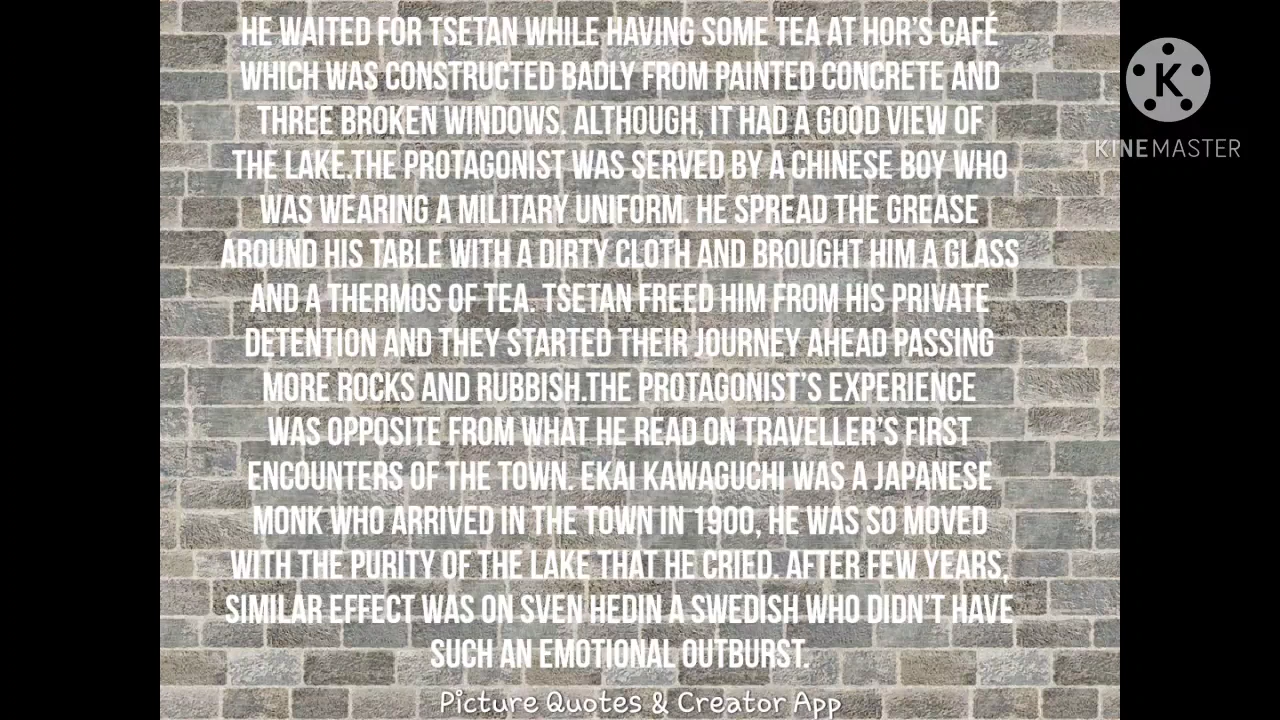 HE WAITED FOR TSETAN WHILE HAVING SOME TEA AT HOR'S CAFÉ
WHICH WAS CONSTRUCTED BADLY FROM PAINTED CONCRETE AND
THREE BROKEN WINDOWS. ALTHOUGH, IT HAD A GOOD VIEW OF
THE LAKE.THE PROTAGONIST WAS SERVED BY A CHINESE BOY WHO
WAS WEARING A MILITARY UNIFORM. HE SPREAD THE GREASE
AROUND HIS TABLE WITH A DIRTY CLOTH AND BROUGHT HIM A GLASS
AND A THERMOS OF TEA. TSETAN FREED HIM FROM HIS PRIVATE
DETENTION AND THEY STARTED THEIR JOURNEY AHEAD PASSING
MORE ROCKS AND RUBBISH.THE PROTAGONIST'S EXPERIENCE
WAS OPPOSITE FROM WHAT HE READ ON TRAVELLER'S FIRST
ENCOUNTERS OF THE TOWN. EKAI KAWAGUCHI WAS A JAPANESE
MONK WHO ARRIVED IN THE TOWN IN 1900, HE WAS SO MOVED
WITH THE PURITY OF THE LAKE THAT HE CRIED. AFTER FEW YEARS,
SIMILAR EFFECT WAS ON SVEN HEDIN A SWEDISH WHO DIDN'T HAVE
SUCH AN EMOTIONAL OUTBURST.
Picture Quotes & Creator App
K
KINEMASTER